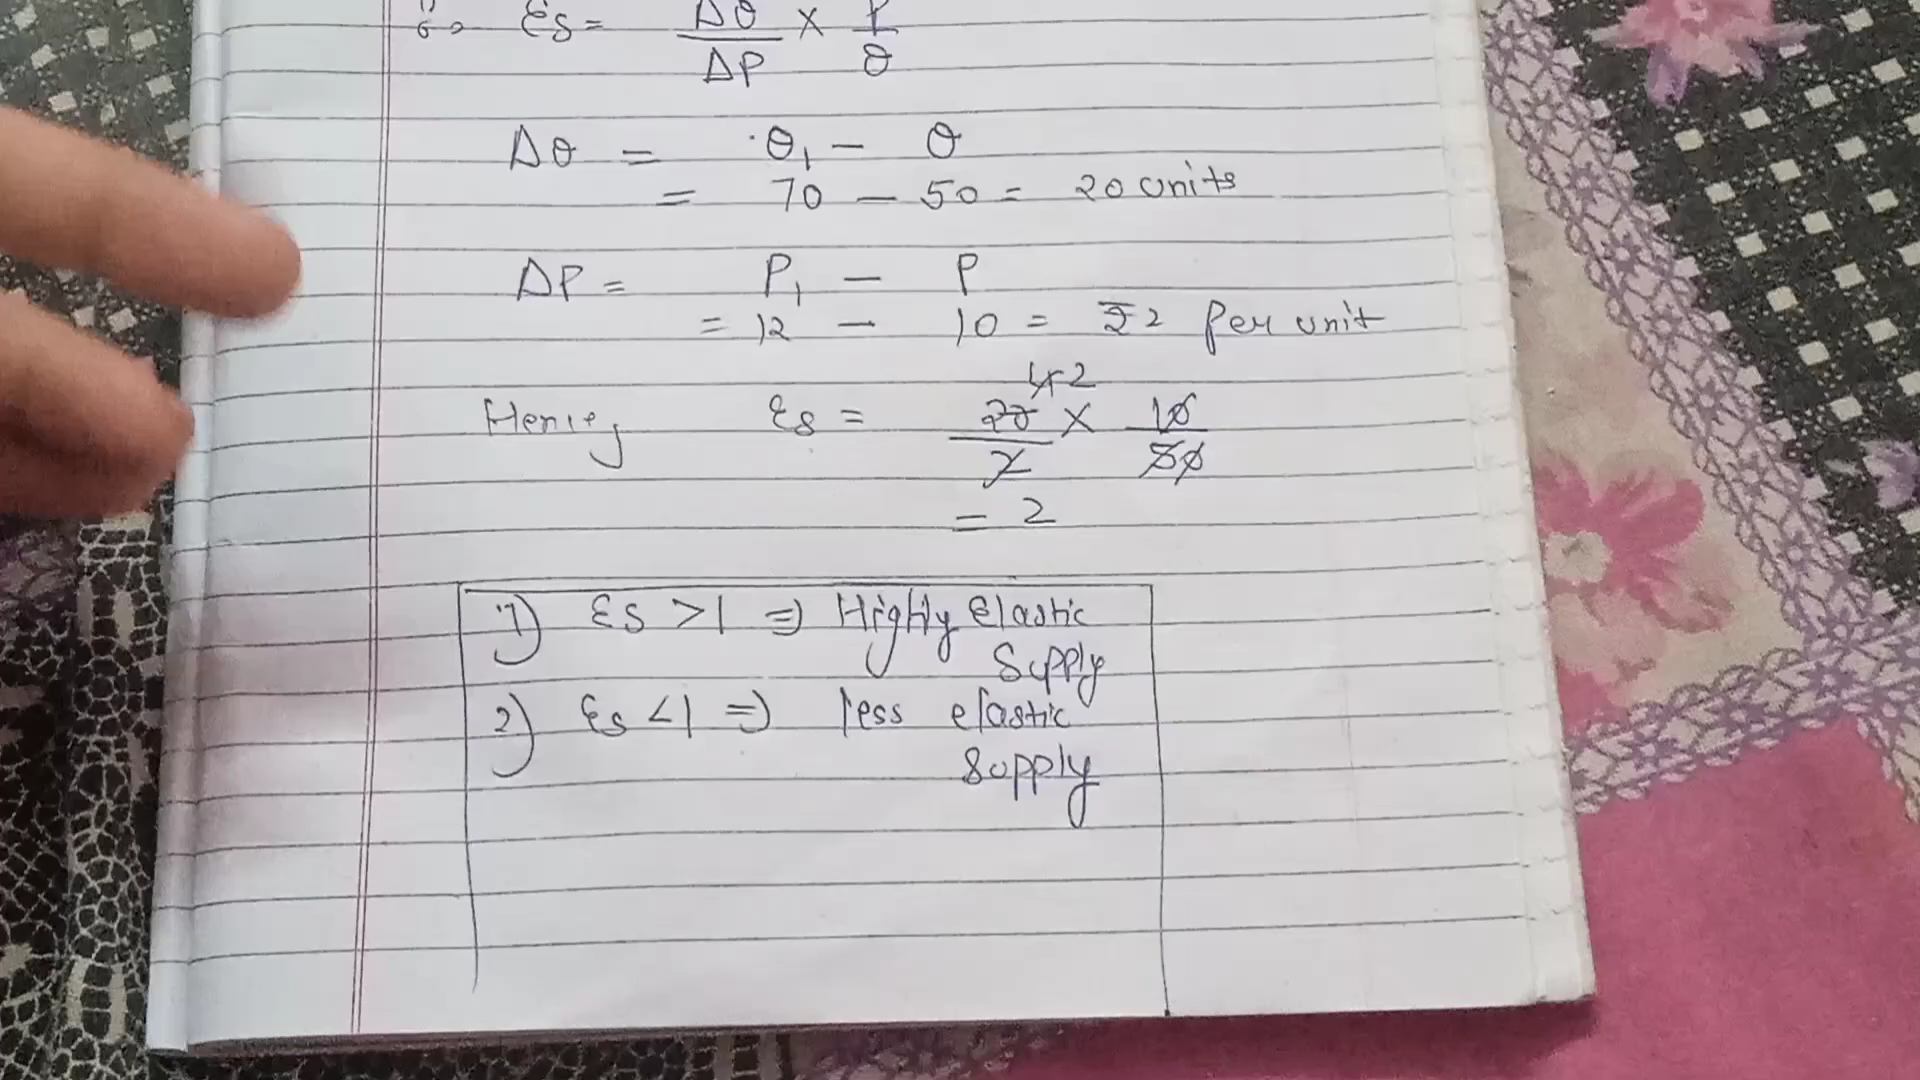 Es = ΔQ/ΔP × P/Q
ΔQ = Q₁ - Q
= 70 - 50 = 20 units
ΔP = P₁ - P
= 12 - 10 = ₹2 per unit
Es = 20/2 × 10/50
= 2
1) Es > 1 ⇒ Highly elastic
supply
2) Es < 1 ⇒ less elastic
supply